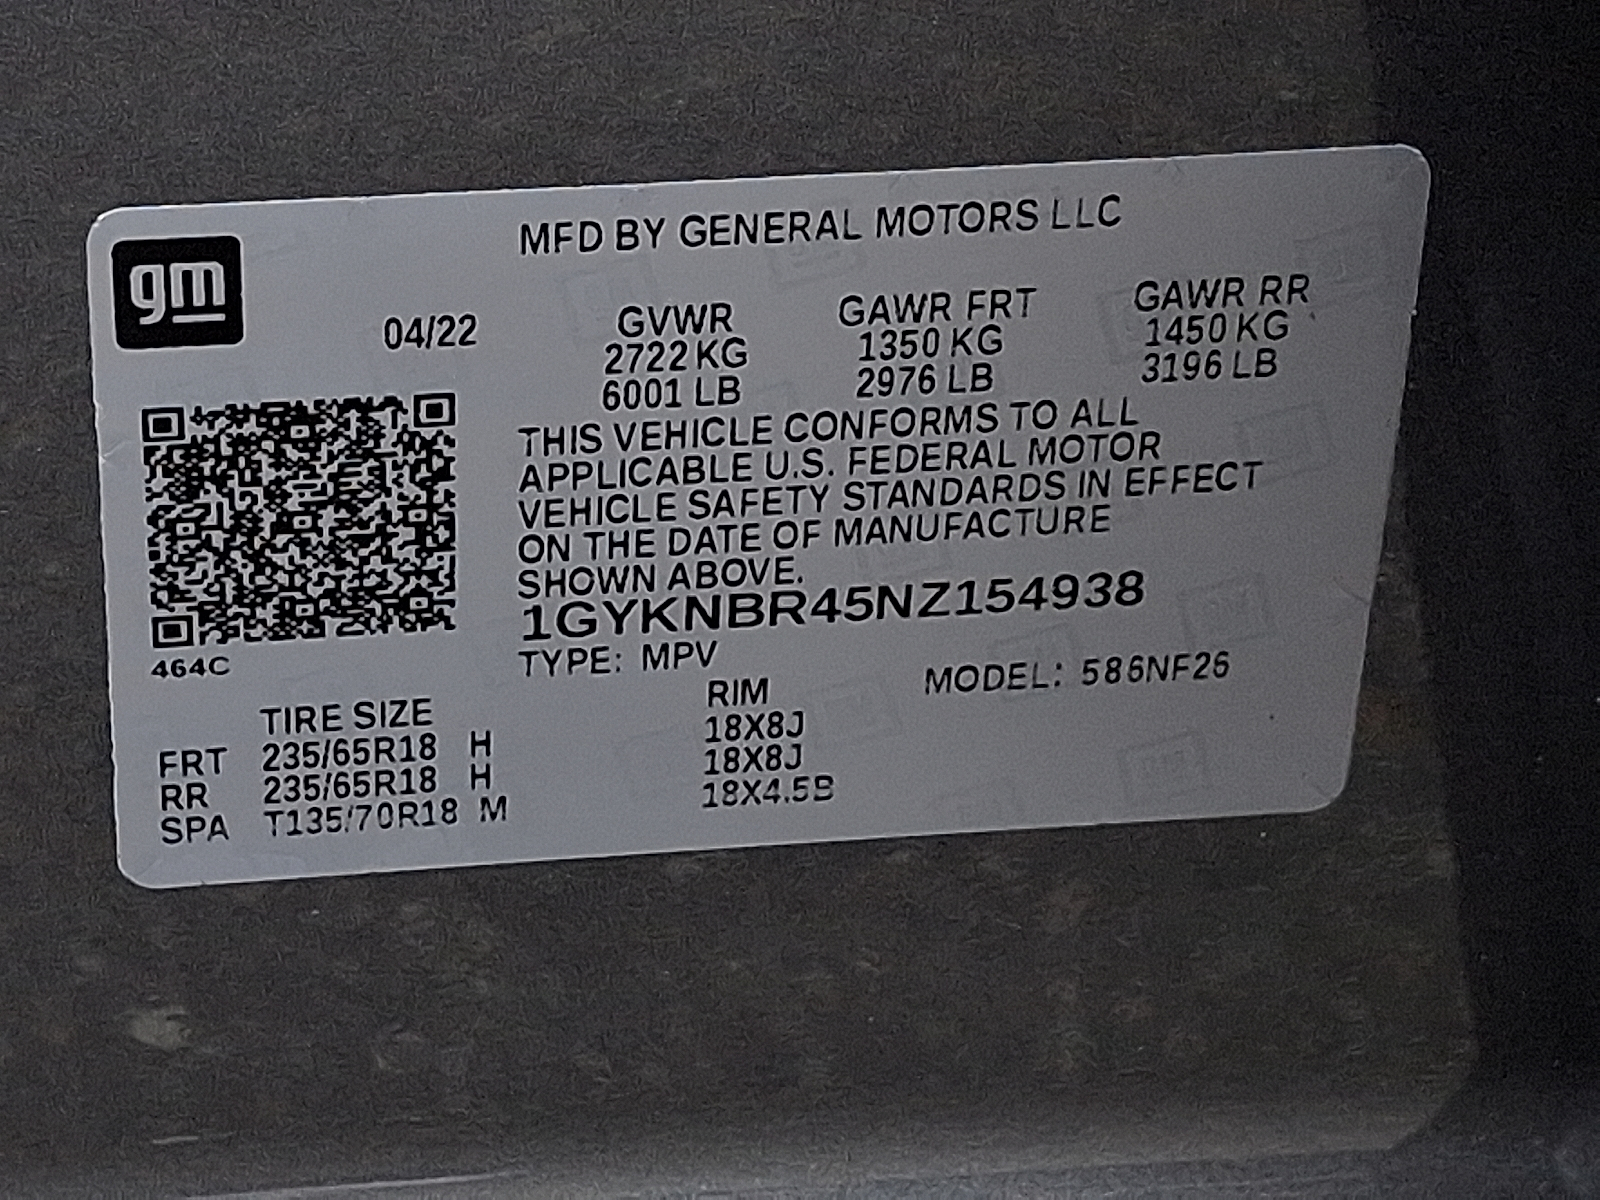 gm
MFD BY GENERAL MOTORS LLC
04/22 GVWR GAWR FRT GAWR RR
2722 KG 1350 KG 1450 KG
6001 LB 2976 LB 3196 LB
THIS VEHICLE CONFORMS TO ALL
APPLICABLE U.S. FEDERAL MOTOR
VEHICLE SAFETY STANDARDS IN EFFECT
ON THE DATE OF MANUFACTURE
SHOWN ABOVE.
1GYKNBR45NZ154938
464C
TYPE: MPV MODEL: 586NF26
TIRE SIZE RIM
FRT 235/65R18 H 18X8J
RR 235/65R18 H 18X8J
SPA T135/70R18 M 18X4.5B